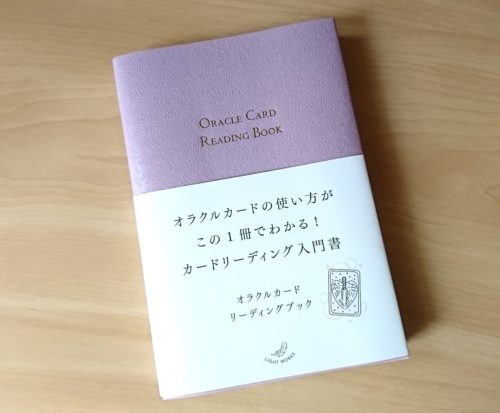 ORACLE CARD
READING BOOK
オラクルカードの使い方が
この1冊でわかる!
カードリーディング入門書
オラクルカード
リーディングブック
LIGHT WORKS